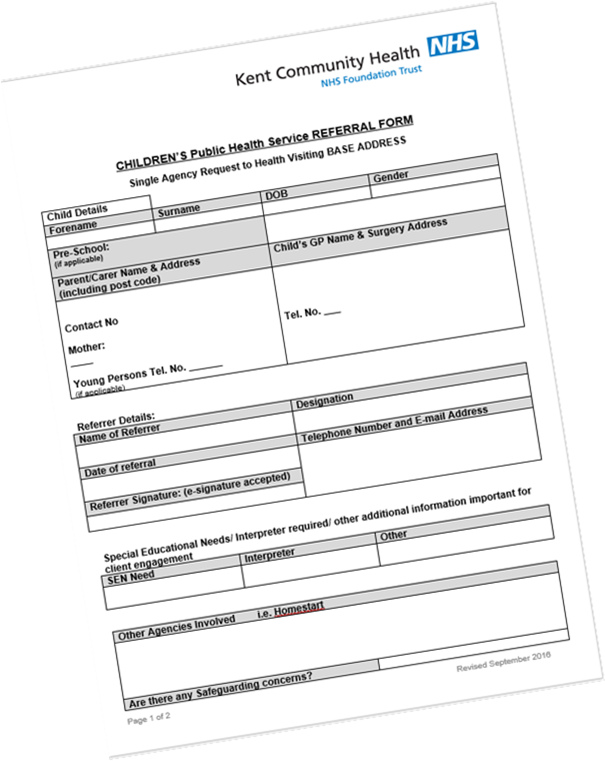 Kent Community Health NHS
NHS Foundation Trust
CHILDREN'S Public Health Service REFERRAL FORM
Single Agency Request to Health Visiting BASE ADDRESS
Child Details
Forename Surname DOB Gender
Pre-School:
(if applicable)
Parent/Carer Name & Address
(including post code)
Child's GP Name & Surgery Address
Contact No
Tel. No. ___
Mother:
____
Young Persons Tel. No. ______
(if applicable)
Referrer Details:
Name of Referrer Designation
Date of referral Telephone Number and E-mail Address
Referrer Signature: (e-signature accepted)
Special Educational Needs/ Interpreter required/ other additional information important for
client engagement
SEN Need Interpreter Other
Other Agencies Involved i.e. Homestart
Are there any Safeguarding concerns?
Page 1 of 2 Revised September 2016